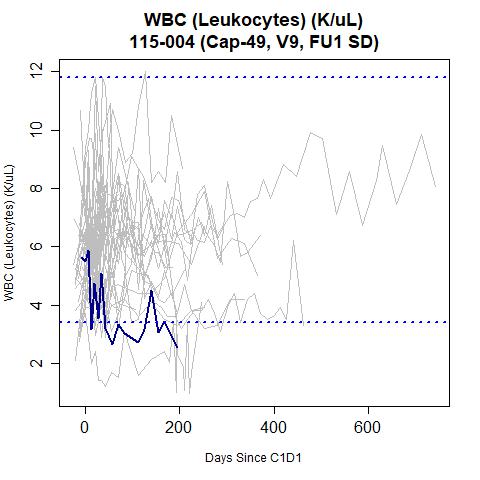 WBC (Leukocytes) (K/uL)
115-004 (Cap-49, V9, FU1 SD)
WBC (Leukocytes) (K/uL)
12
10
8
6
4
2
0
200
400
600
Days Since C1D1